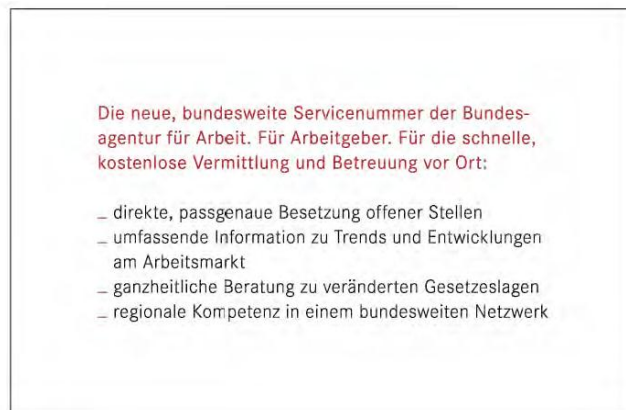 Die neue, bundesweite Servicenummer der Bundes-
agentur für Arbeit. Für Arbeitgeber. Für die schnelle,
kostenlose Vermittlung und Betreuung vor Ort:
_ direkte, passgenaue Besetzung offener Stellen
_ umfassende Information zu Trends und Entwicklungen
am Arbeitsmarkt
_ ganzheitliche Beratung zu veränderten Gesetzeslagen
_ regionale Kompetenz in einem bundesweiten Netzwerk